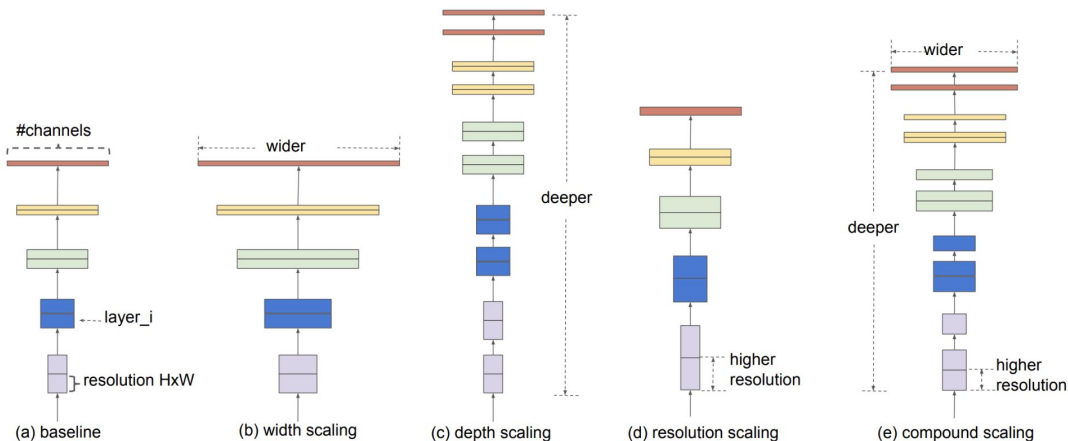 #channels
layer_i
resolution HxW
(a) baseline
wider
(b) width scaling
deeper
(c) depth scaling
higher
resolution
(d) resolution scaling
wider
deeper
higher
resolution
(e) compound scaling